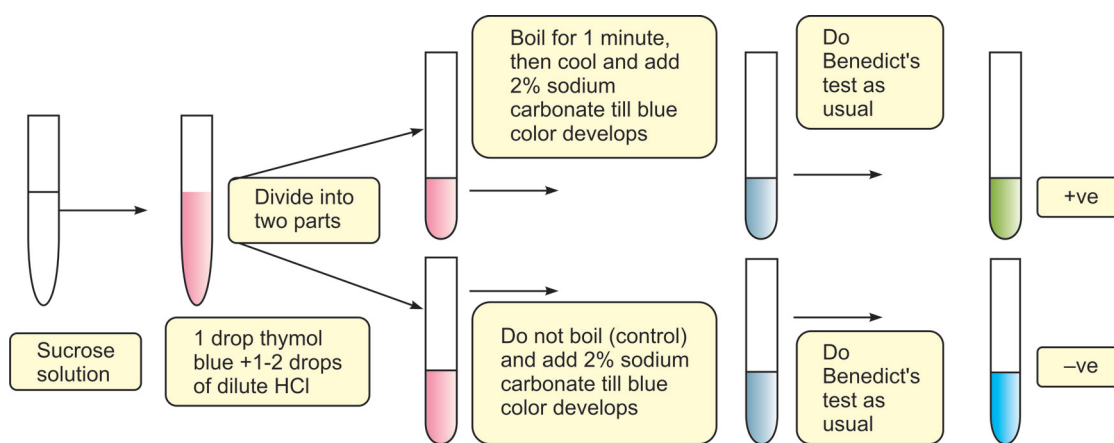 Boil for 1 minute,
then cool and add
2% sodium
carbonate till blue
color develops
Do
Benedict's
test as
usual
Divide into
two parts
+ve
Sucrose
solution
1 drop thymol
blue +1-2 drops
of dilute HCl
Do not boil (control)
and add 2% sodium
carbonate till blue
color develops
Do
Benedict's
test as
usual
–ve